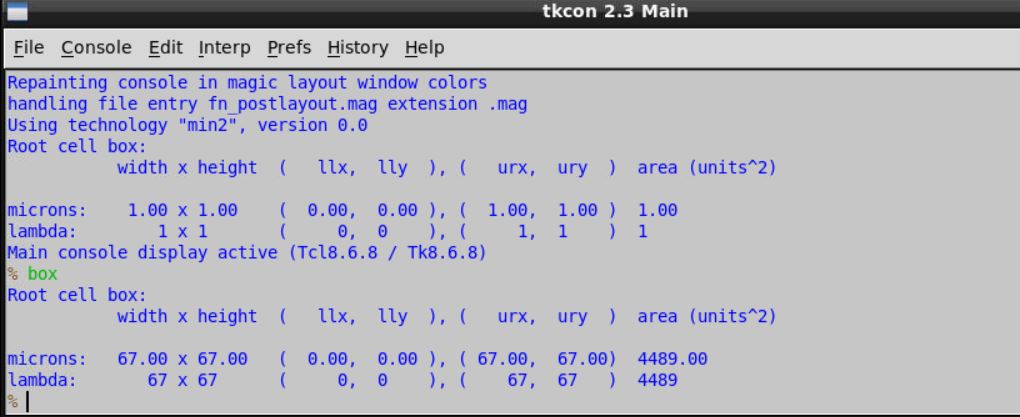 tkcon 2.3 Main
File Console Edit Interp Prefs History Help
Repainting console in magic layout window colors
handling file entry fn_postlayout.mag extension .mag
Using technology "min2", version 0.0
Root cell box:
width x height ( llx, lly ), ( urx, ury ) area (units^2)
microns: 1.00 x 1.00 ( 0.00, 0.00 ), ( 1.00, 1.00 ) 1.00
lambda: 1 x 1 ( 0, 0 ), ( 1, 1 ) 1
Main console display active (Tcl8.6.8 / Tk8.6.8)
% box
Root cell box:
width x height ( llx, lly ), ( urx, ury ) area (units^2)
microns: 67.00 x 67.00 ( 0.00, 0.00 ), ( 67.00, 67.00) 4489.00
lambda: 67 x 67 ( 0, 0 ), ( 67, 67 ) 4489
%